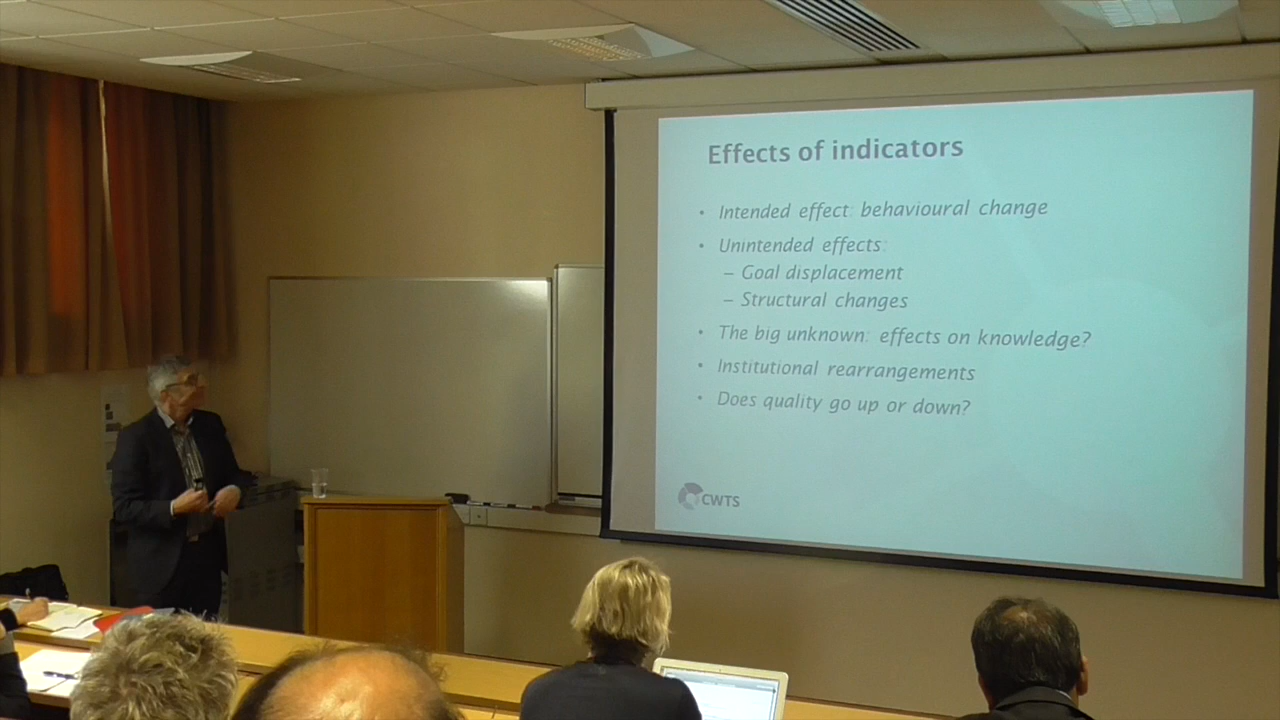 Effects of indicators
• Intended effect: behavioural change
• Unintended effects:
– Goal displacement
– Structural changes
• The big unknown: effects on knowledge?
• Institutional rearrangements
• Does quality go up or down?
CWTS